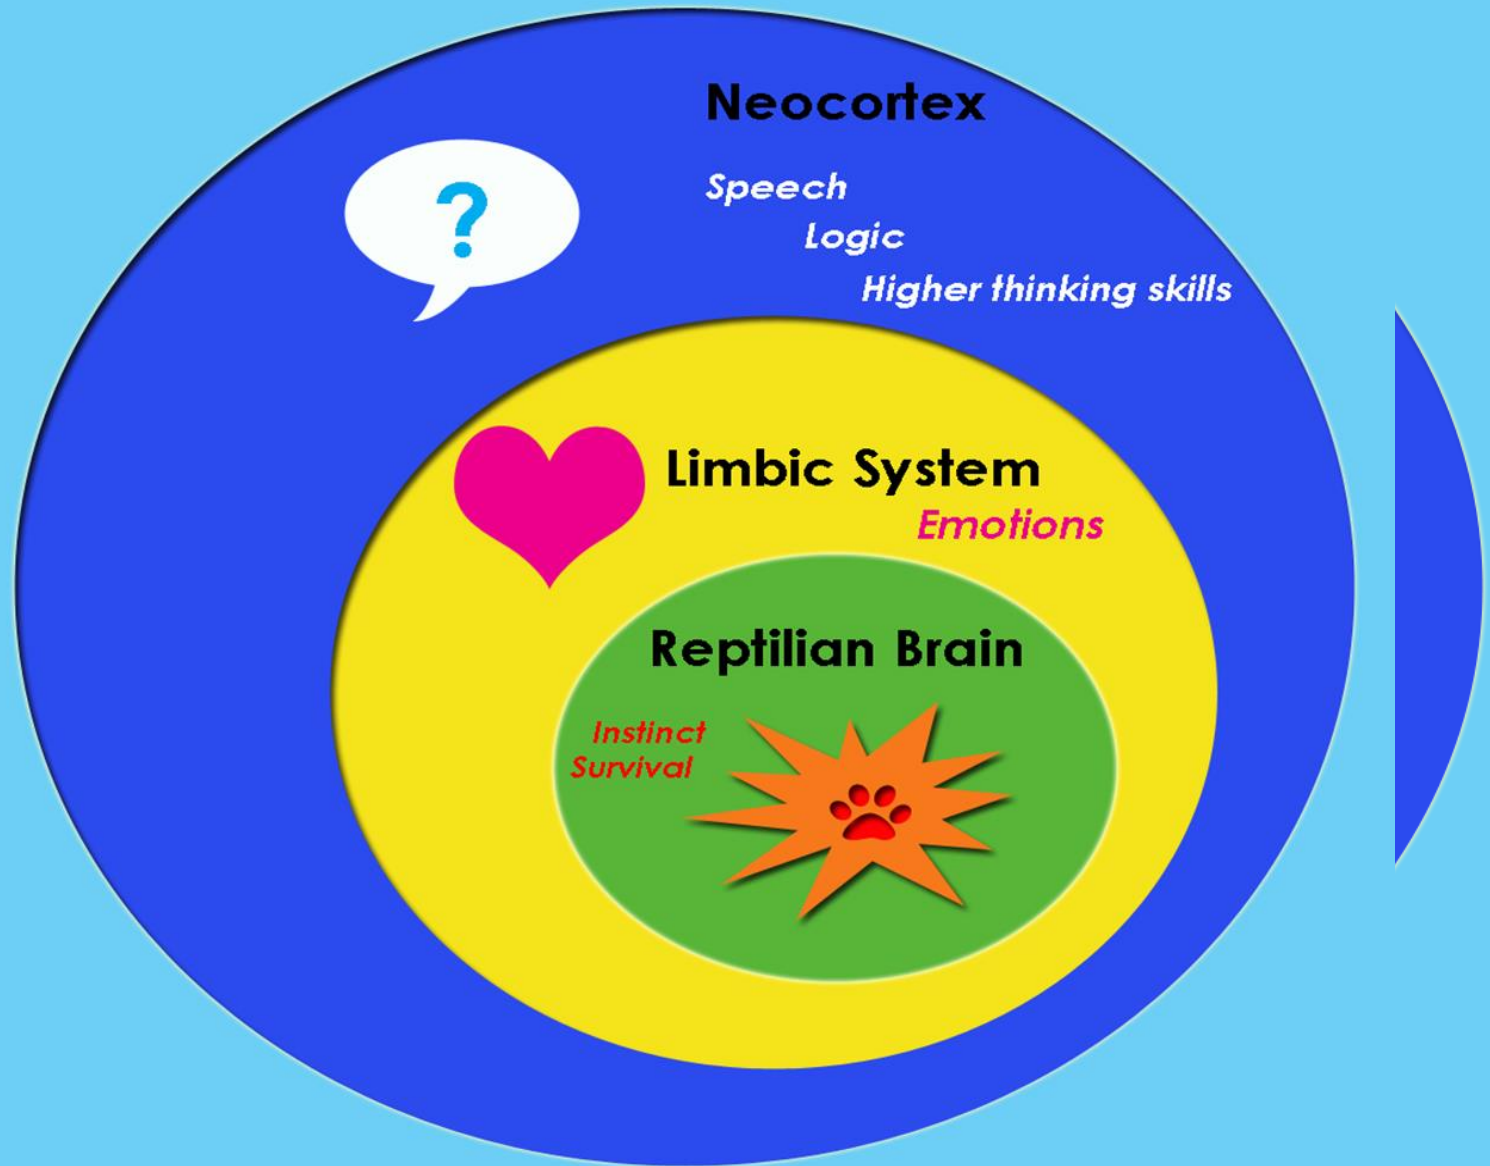 Neocortex
?
Speech
Logic
Higher thinking skills
Limbic System
Emotions
Reptilian Brain
Instinct
Survival